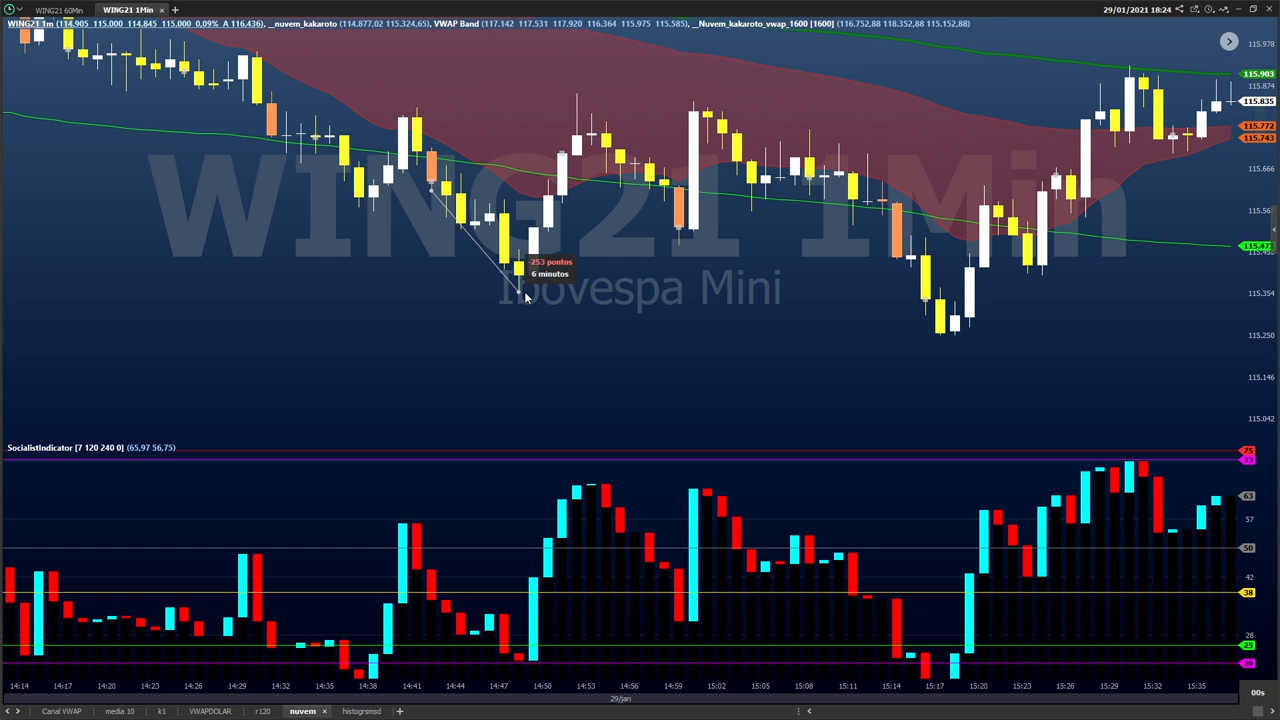 WING21 60Min WING21 1Min × + 29/01/2021 18:24
WING21 1m (114.905 115.000 114.845 115.000 0,09% A 116.436), __nuvem_kakaroto (114.877,02 115.324,65), VWAP Band (117.142 117.531 117.920 116.364 115.975 115.585), __Nuvem_kakaroto_vwap_1600 [1600] (116.752,88 118.352,88 115.152,88)
115.978
115.903
115.874
115.835
115.772
115.743
WING21 1Min
115.666
115.56
115.47
115.45
-253 pontos
6 minutos
Ibovespa Mini
115.354
115.250
115.146
115.042
SocialistIndicator [7 120 240 0] (65,97 56,75)
75
73
63
57
50
42
38
28
25
20
14:14 14:17 14:20 14:23 14:26 14:29 14:32 14:35 14:38 14:41 14:44 14:47 14:50 14:53 14:56 14:59 15:02 15:05 15:08 15:11 15:14 15:17 15:20 15:23 15:26 15:29 15:32 15:35
29/jan
00s
Canal VWAP media 10 k1 VWAPDOLAR r120 nuvem × histogrsmsd +